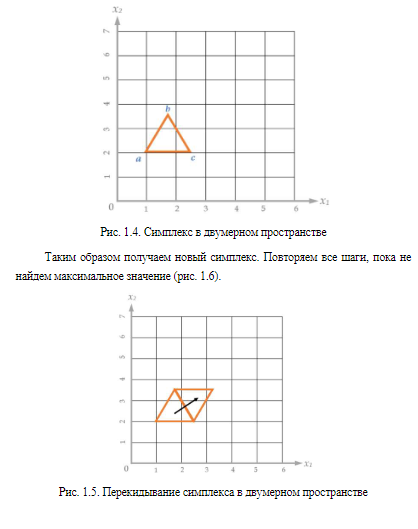 x₂
7
6
5
4
3
2
1
b
a
c
0
1
2
3
4
5
6
x₁
Рис. 1.4. Симплекс в двумерном пространстве
Таким образом получаем новый симплекс. Повторяем все шаги, пока не
найдем максимальное значение (рис. 1.6).
x₂
7
6
5
4
3
2
1
0
1
2
3
4
5
6
x₁
Рис. 1.5. Перекидывание симплекса в двумерном пространстве